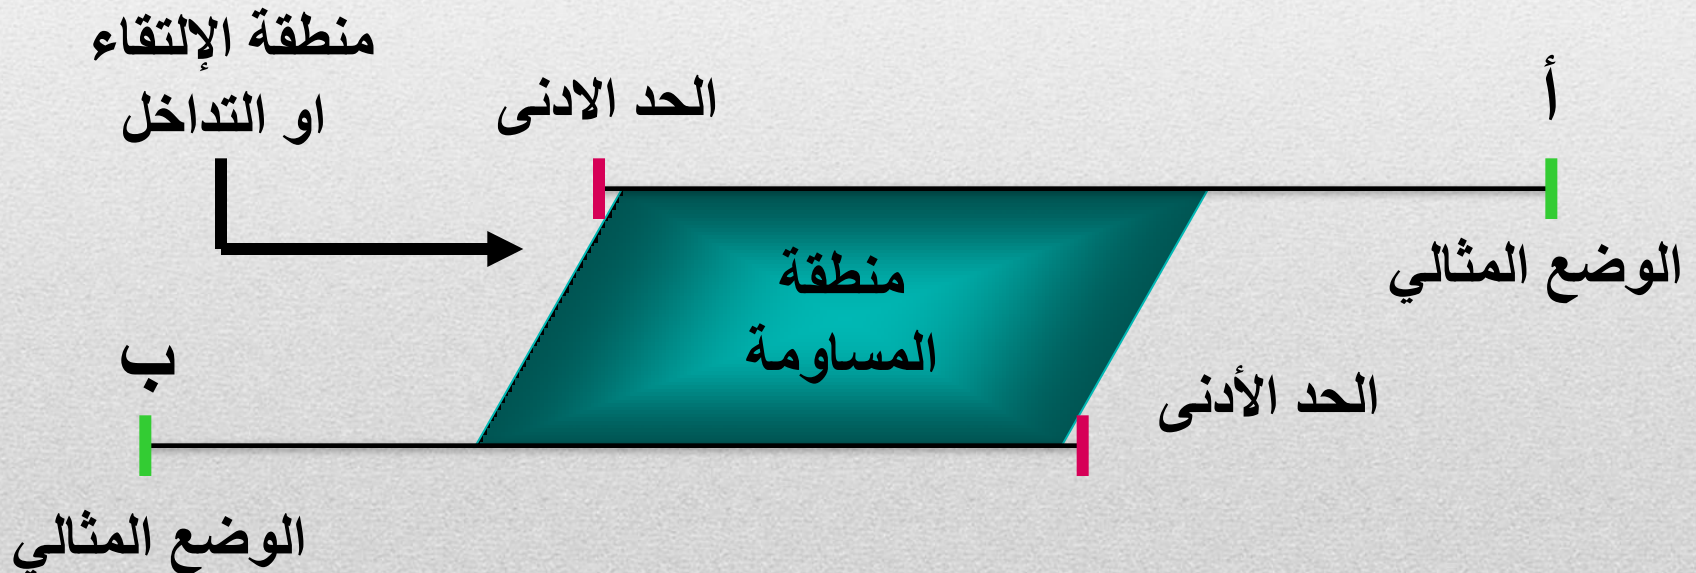 أ
الحد الادنى
منطقة الإلتقاء
او التداخل
الوضع المثالي
منطقة
المساومة
الحد الأدنى
ب
الوضع المثالي